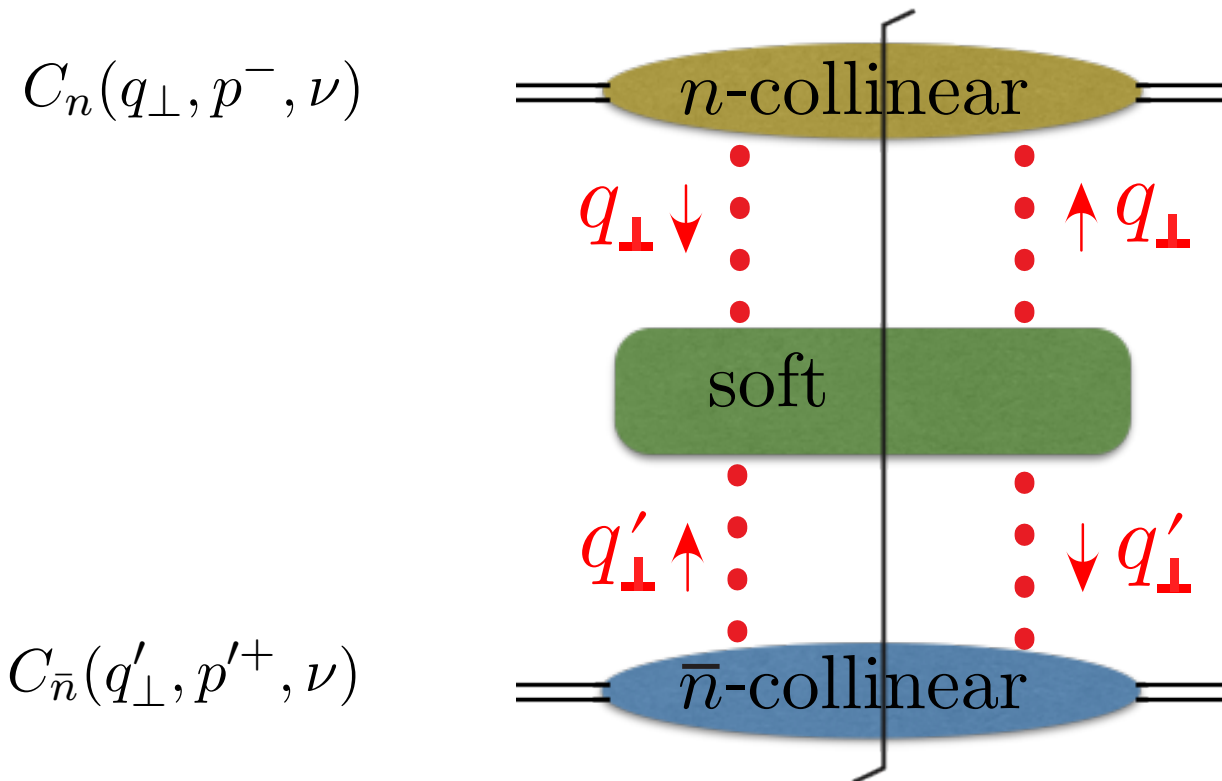 C_n(q_⊥, p^-, ν)
n-collinear
q_⊥ ↓
↑ q_⊥
soft
q'_⊥ ↑
↓ q'_⊥
C_n̄(q'_⊥, p'^+, ν)
n̄-collinear